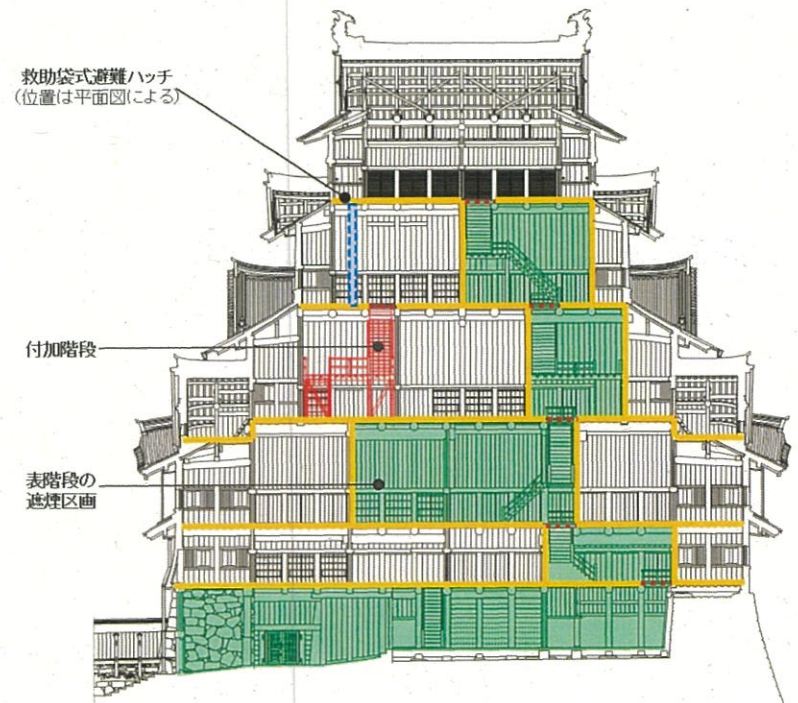 救助袋式避難ハッチ
(位置は平面図による)
付加階段
表階段の
遮煙区画